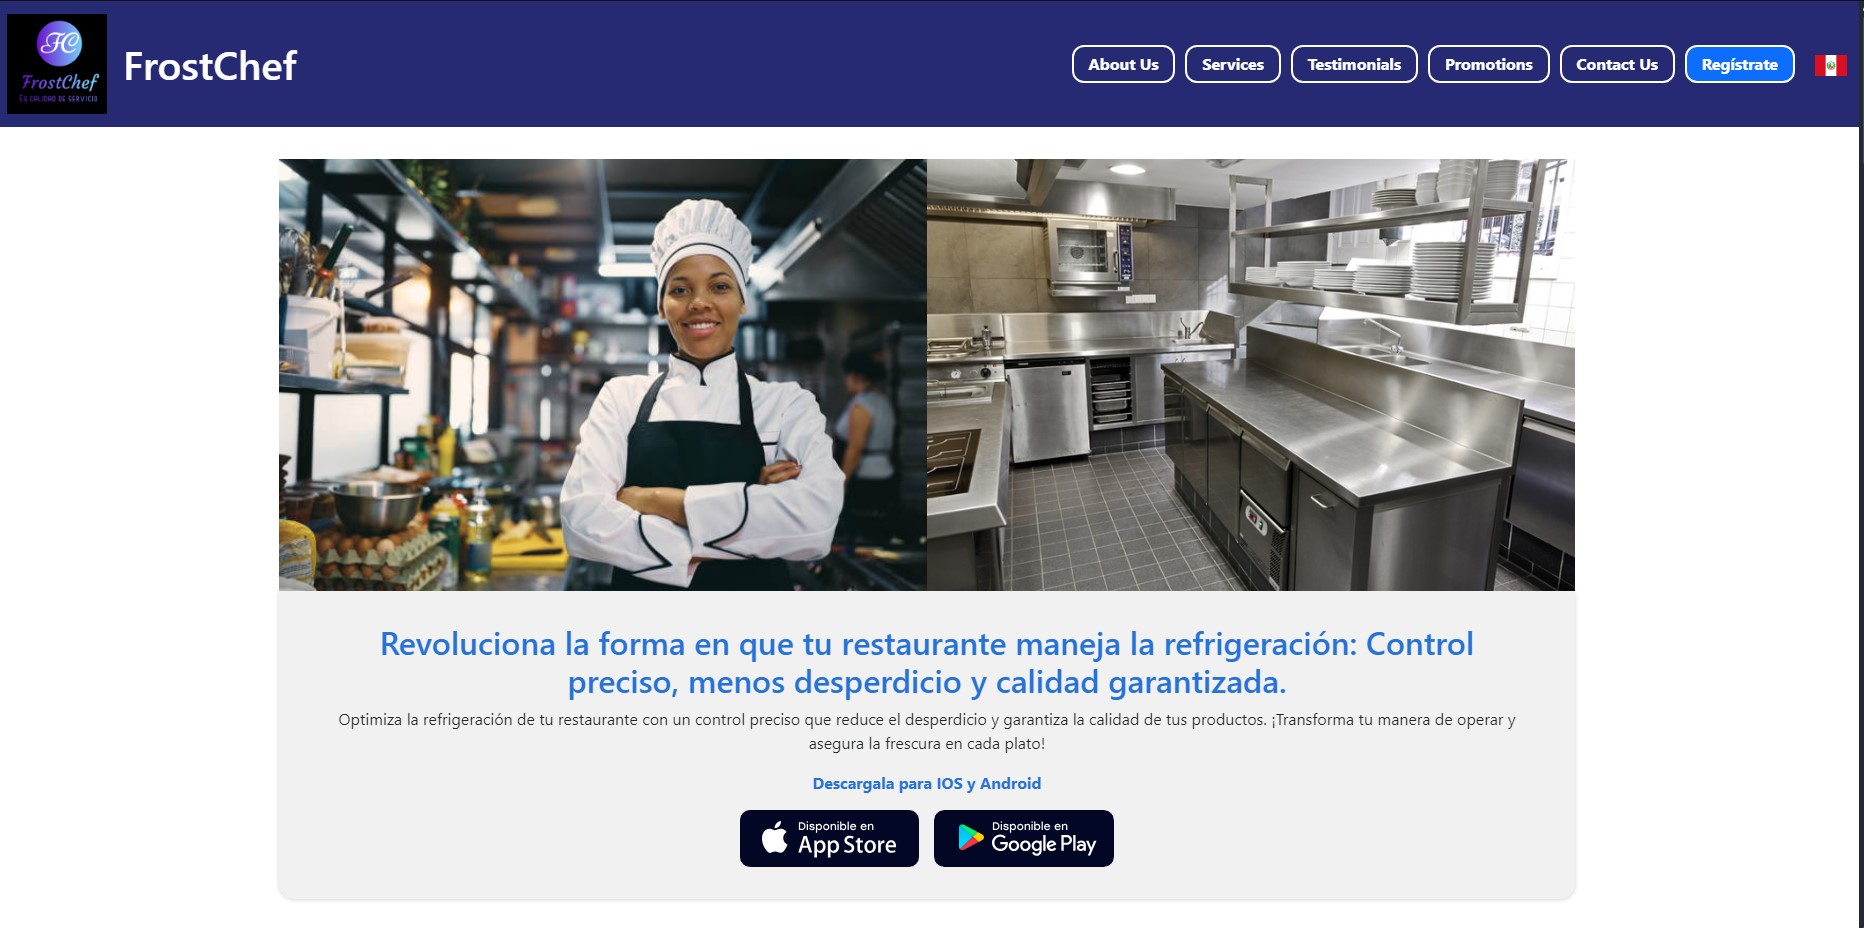 FC
FrostChef
ES CALIDAD DE SERVICIO
FrostChef
About Us
Services
Testimonials
Promotions
Contact Us
Regístrate
Revoluciona la forma en que tu restaurante maneja la refrigeración: Control
preciso, menos desperdicio y calidad garantizada.
Optimiza la refrigeración de tu restaurante con un control preciso que reduce el desperdicio y garantiza la calidad de tus productos. ¡Transforma tu manera de operar y
asegura la frescura en cada plato!
Descargala para IOS y Android
Disponible en
App Store
Disponible en
Google Play